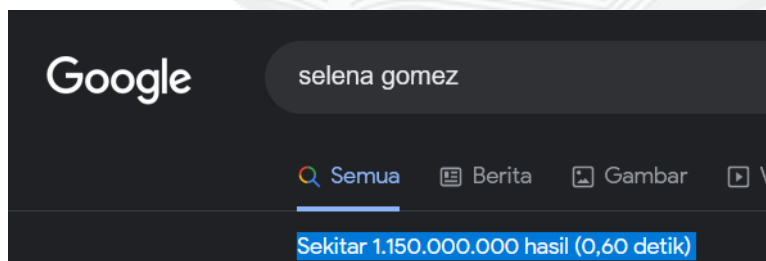 Google
selena gomez
Semua Berita Gambar
Sekitar 1.150.000.000 hasil (0,60 detik)